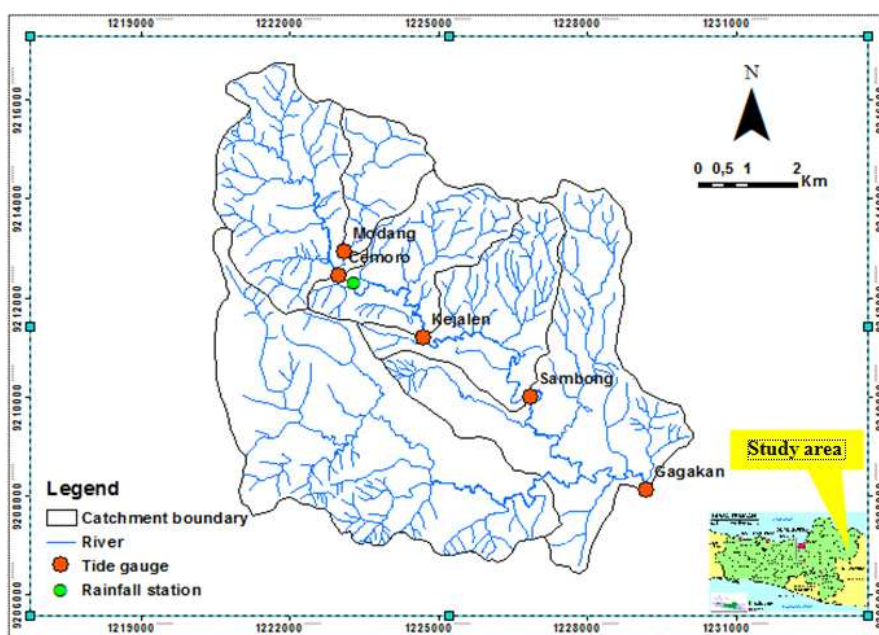 1219000 1222000 1225000 1228000 1231000
9216000
9214000
9212000
9210000
9208000
9206000
N
0 0,5 1 2
Km
Modang
Cemoro
Kejalen
Sambong
Gagakan
Study area
Legend
Catchment boundary
River
Tide gauge
Rainfall station
1219000 1222000 1225000 1228000 1231000